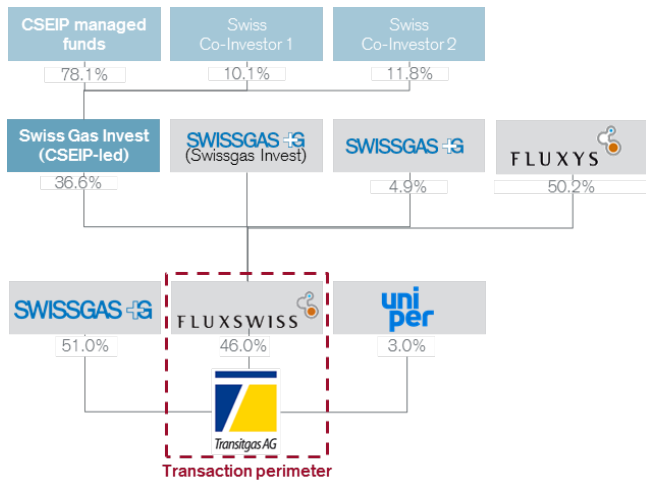 CSEIP managed
funds
Swiss
Co-Investor 1
Swiss
Co-Investor 2
78.1%
10.1%
11.8%
Swiss Gas Invest
(CSEIP-led)
SWISSGAS
(Swissgas Invest)
SWISSGAS
FLUXYS
36.6%
4.9%
50.2%
SWISSGAS
FLUXSWISS
uni
per
51.0%
46.0%
3.0%
Transitgas AG
Transaction perimeter